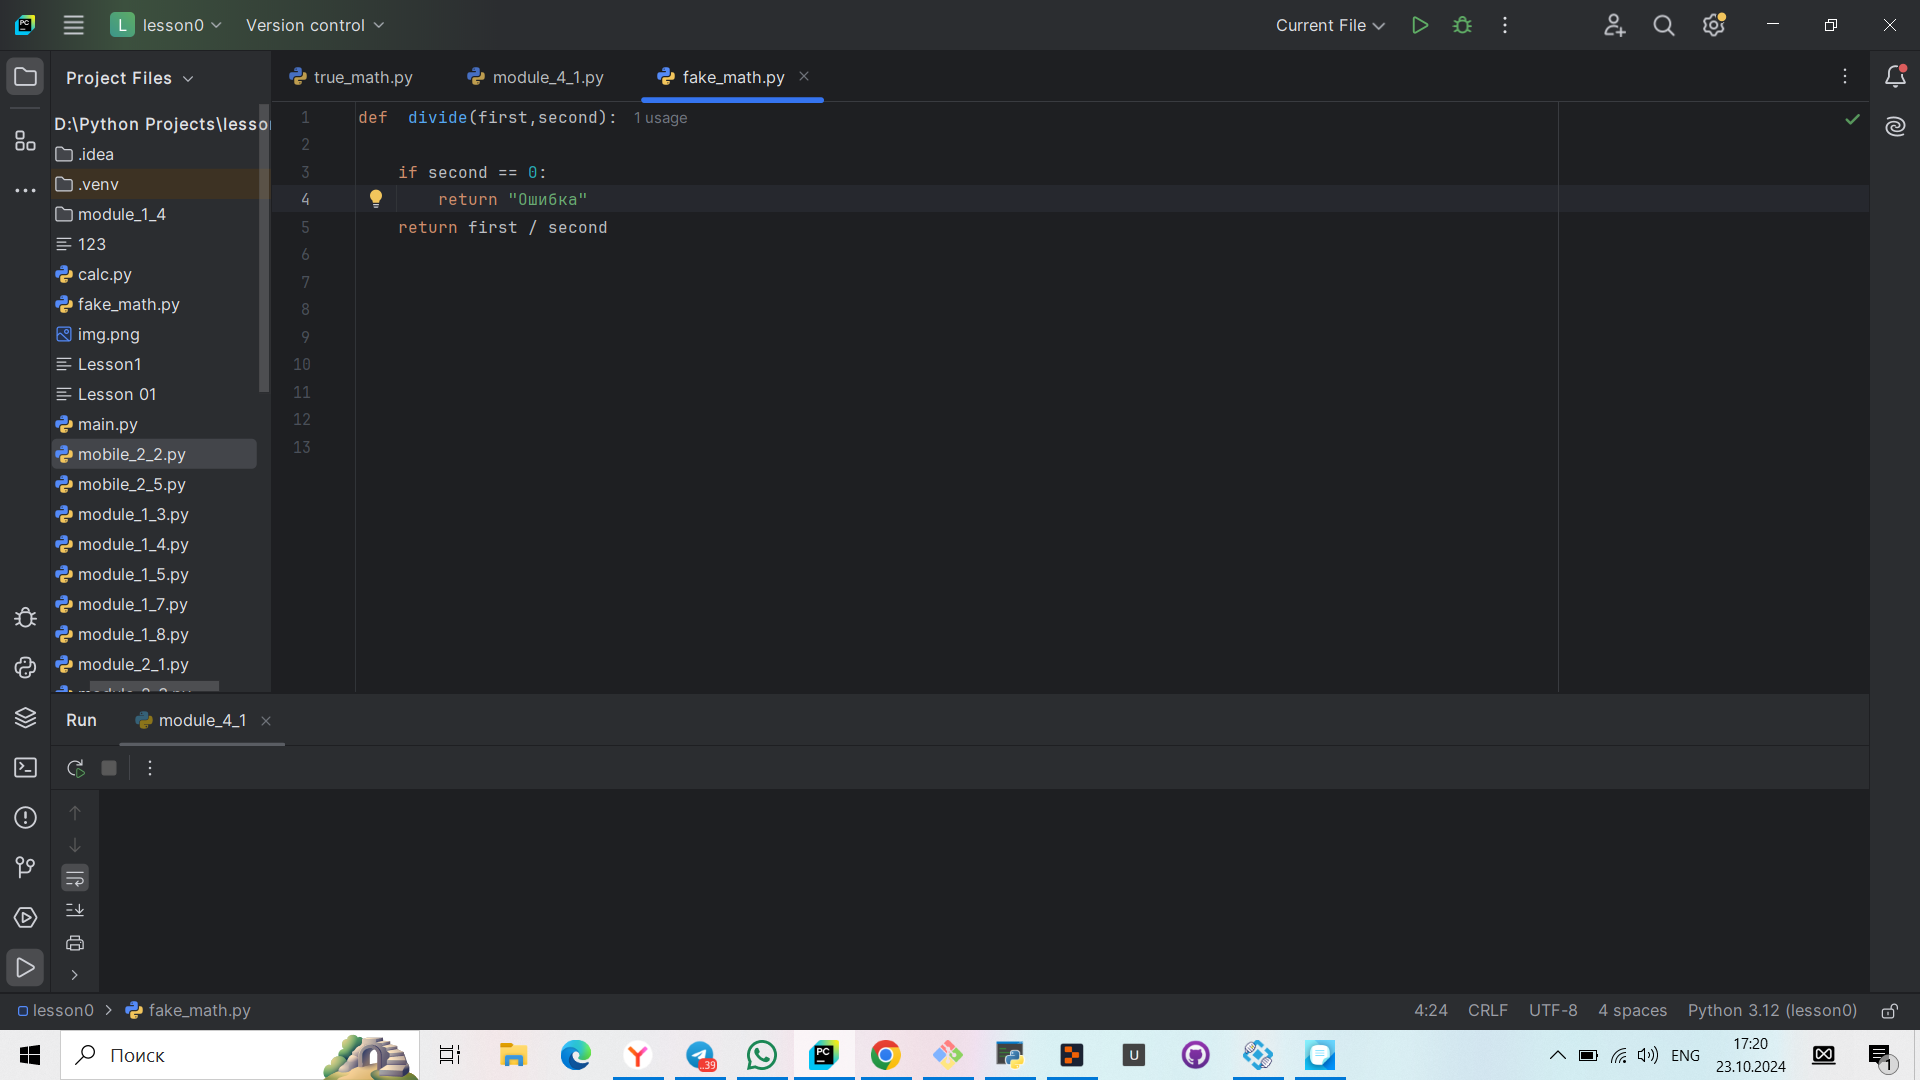 L lesson0 Version control Current File
Project Files
true_math.py module_4_1.py fake_math.py
D:\Python Projects\lesso
.idea
.venv
module_1_4
123
calc.py
fake_math.py
img.png
Lesson1
Lesson 01
main.py
mobile_2_2.py
mobile_2_5.py
module_1_3.py
module_1_4.py
module_1_5.py
module_1_7.py
module_1_8.py
module_2_1.py
1 def divide(first,second): 1 usage
2
3 if second == 0:
4 return "Ошибка"
5 return first / second
6
7
8
9
10
11
12
13
Run module_4_1
lesson0 > fake_math.py 4:24 CRLF UTF-8 4 spaces Python 3.12 (lesson0)
Поиск
39
PC
U
ENG
17:20
23.10.2024
1